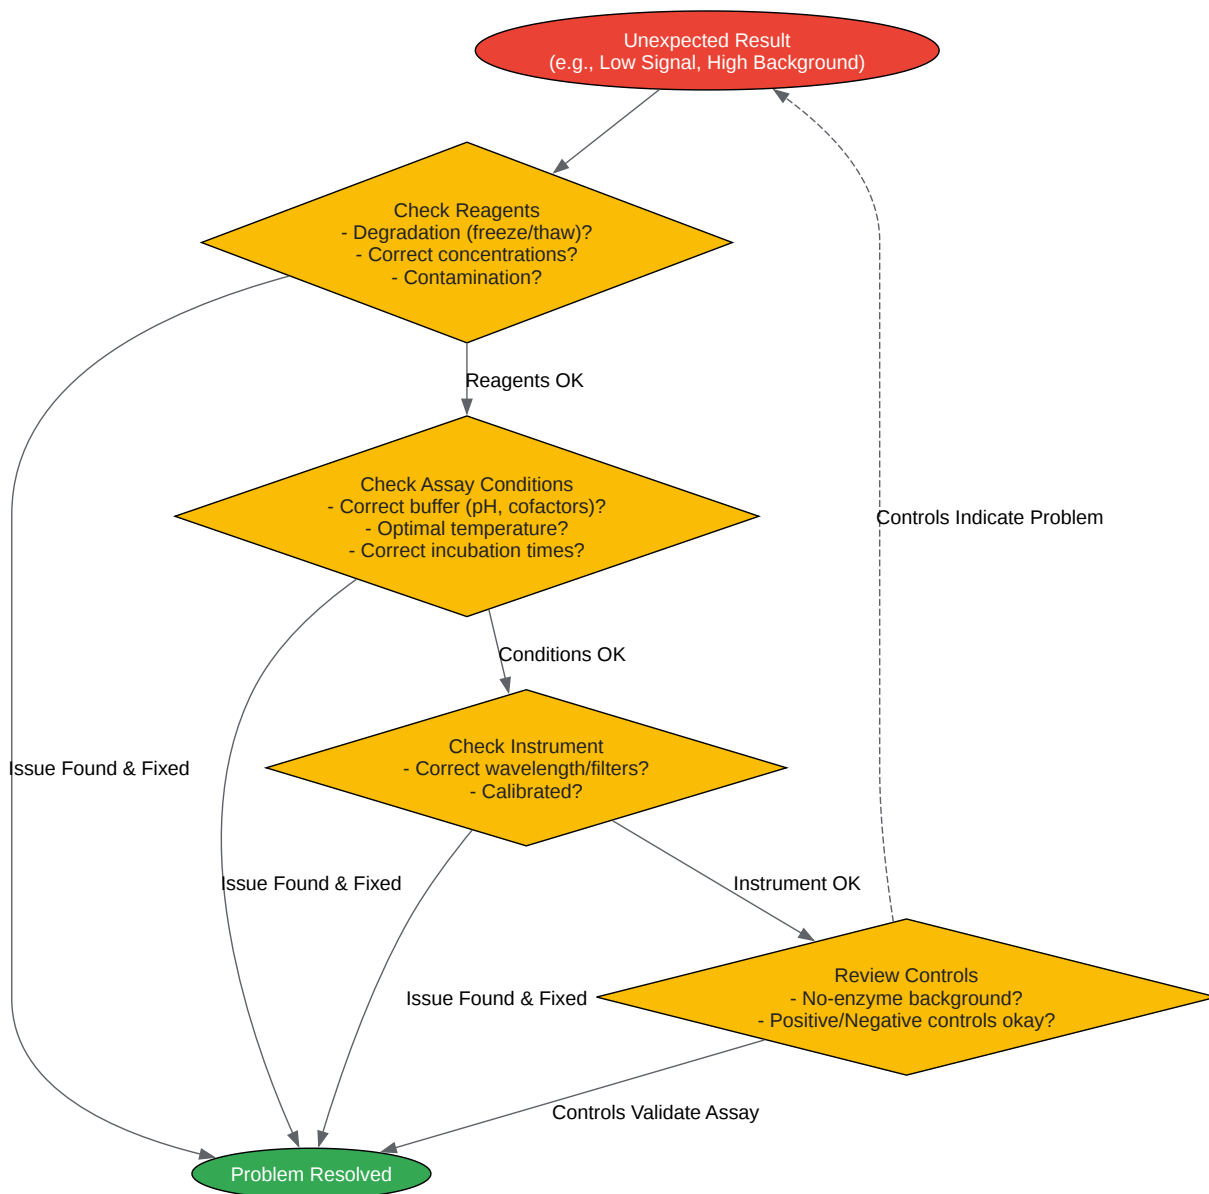 Unexpected Result
(e.g., Low Signal, High Background)
Check Reagents
- Degradation (freeze/thaw)?
- Correct concentrations?
- Contamination?
Reagents OK
Check Assay Conditions
- Correct buffer (pH, cofactors)?
- Optimal temperature?
- Correct incubation times?
Controls Indicate Problem
Conditions OK
Check Instrument
- Correct wavelength/filters?
- Calibrated?
Issue Found & Fixed
Issue Found & Fixed
Instrument OK
Review Controls
- No-enzyme background?
- Positive/Negative controls okay?
Issue Found & Fixed
Controls Validate Assay
Problem Resolved